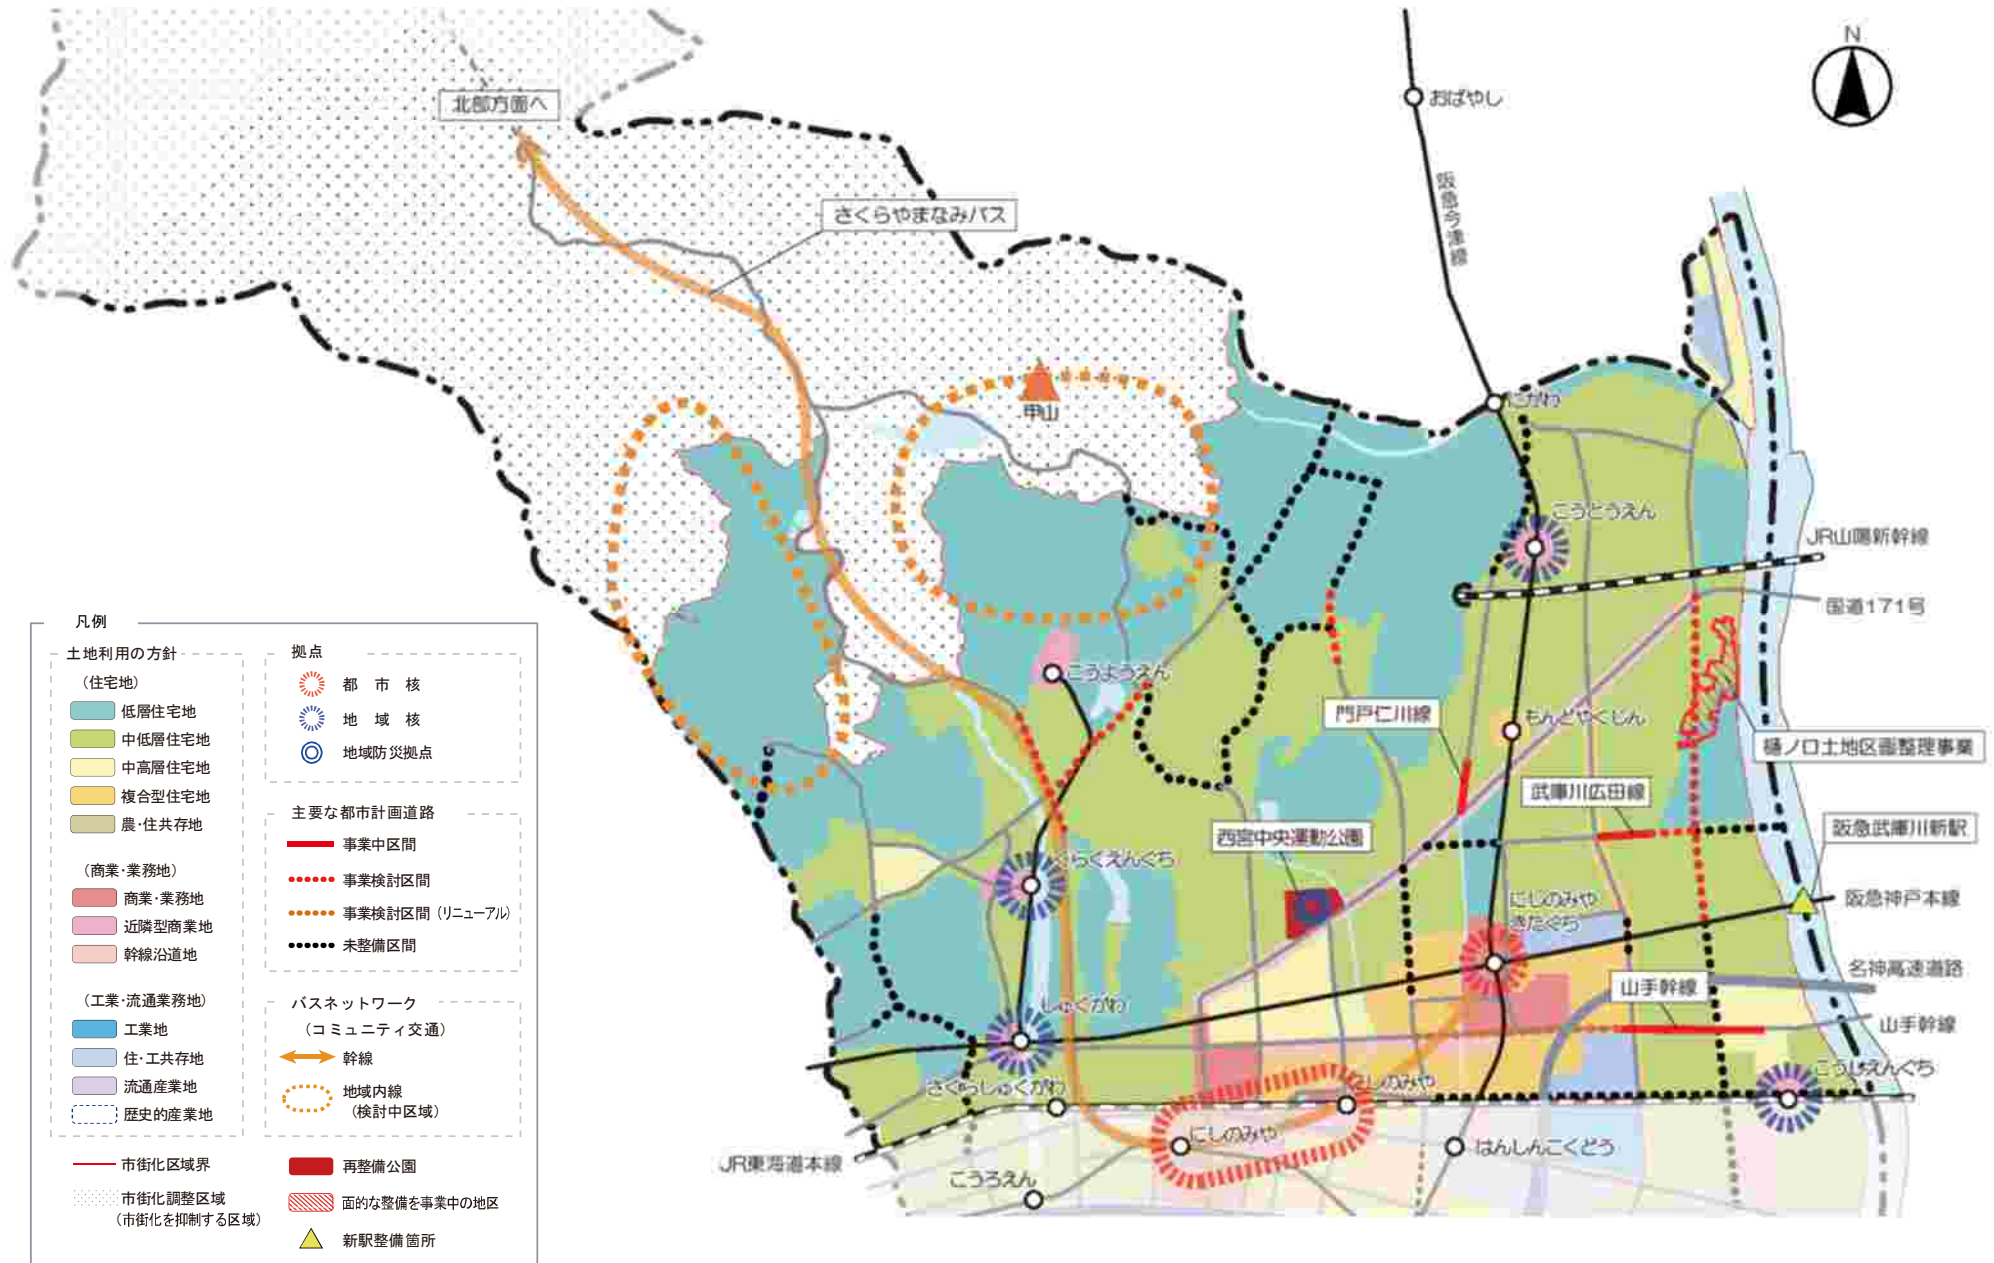 N
北部方面へ
おばやし
阪急今津線
さくらやまなみバス
甲山
にがわ
こうとうえん
JR山陽新幹線
国道171号
こうようえん
門戸仁川線
もんどやくじん
樋ノ口土地区画整理事業
武庫川広田線
西宮中央運動公園
阪急武庫川新駅
くらくえんぐち
にしのみや
きたぐち
阪急神戸本線
名神高速道路
山手幹線
山手幹線
しゅくがわ
さくらしゅくがわ
にしのみや
こうしえんぐち
にしのみや
はんしんこくどう
JR東海道本線
こうろえん
凡例
土地利用の方針
（住宅地）
低層住宅地
中低層住宅地
中高層住宅地
複合型住宅地
農・住共存地
（商業・業務地）
商業・業務地
近隣型商業地
幹線沿道地
（工業・流通業務地）
工業地
住・工共存地
流通産業地
歴史的産業地
市街化区域界
市街化調整区域
（市街化を抑制する区域）
拠点
都市核
地域核
地域防災拠点
主要な都市計画道路
事業中区間
事業検討区間
事業検討区間（リニューアル）
未整備区間
バスネットワーク
（コミュニティ交通）
幹線
地域内線
（検討中区域）
再整備公園
面的な整備を事業中の地区
新駅整備箇所